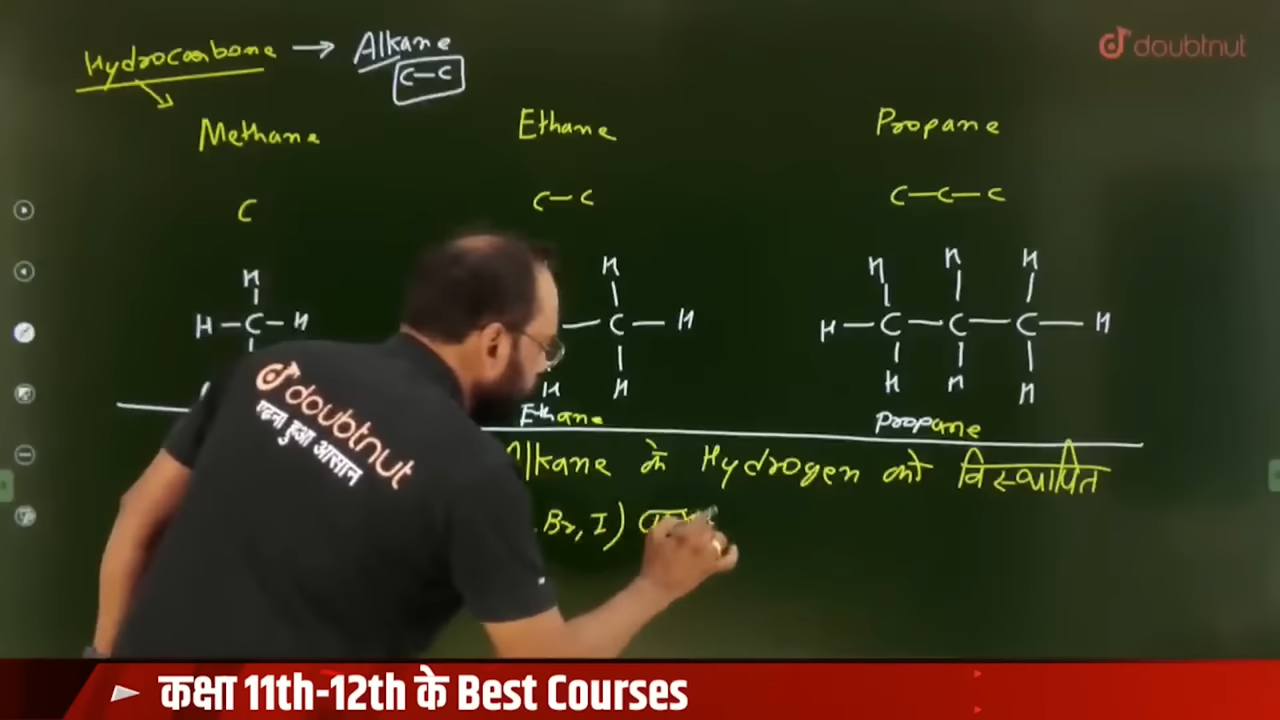 Hydrocarbone → Alkane
C–C
doubtnut
Methane Ethane Propane
C C–C C–C–C
H H H H H
H – C – H – C – H H – C – C – C – H
H H H H H
Ethane Propane
Alkane के Hydrogen को विस्थापित
Br, I)
doubtnut
पढ़ना हुआ आसान
कक्षा 11th-12th के Best Courses